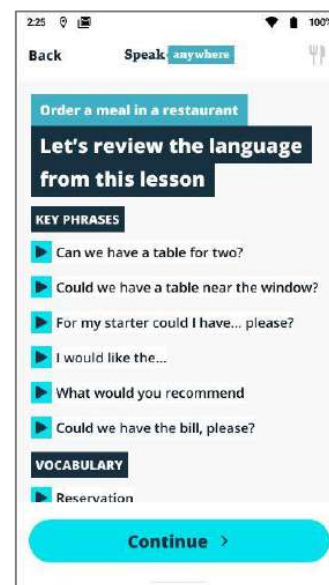 2:25 100%
Back Speak anywhere
Order a meal in a restaurant
Let's review the language
from this lesson
KEY PHRASES
Can we have a table for two?
Could we have a table near the window?
For my starter could I have... please?
I would like the...
What would you recommend
Could we have the bill, please?
VOCABULARY
Reservation
Continue